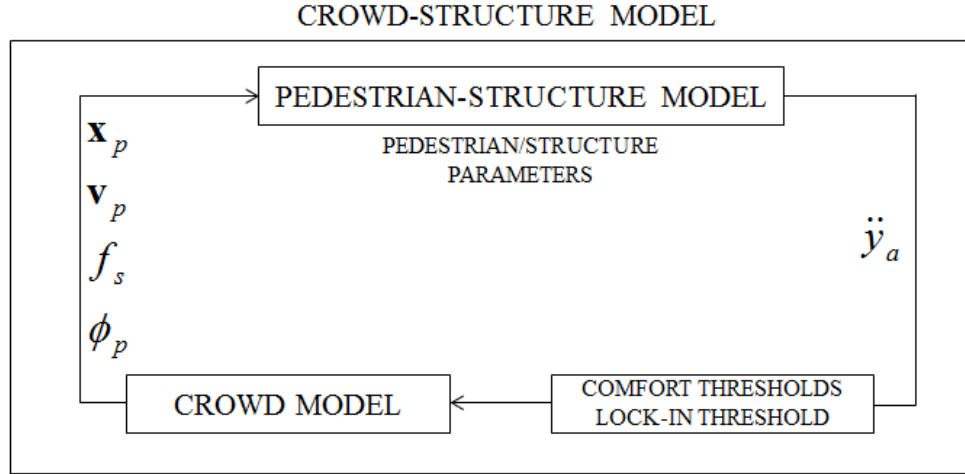 CROWD-STRUCTURE MODEL
PEDESTRIAN-STRUCTURE MODEL
PEDESTRIAN/STRUCTURE
PARAMETERS
x_p
v_p
f_s
ϕ_p
ÿ_a
CROWD MODEL
COMFORT THRESHOLDS
LOCK-IN THRESHOLD